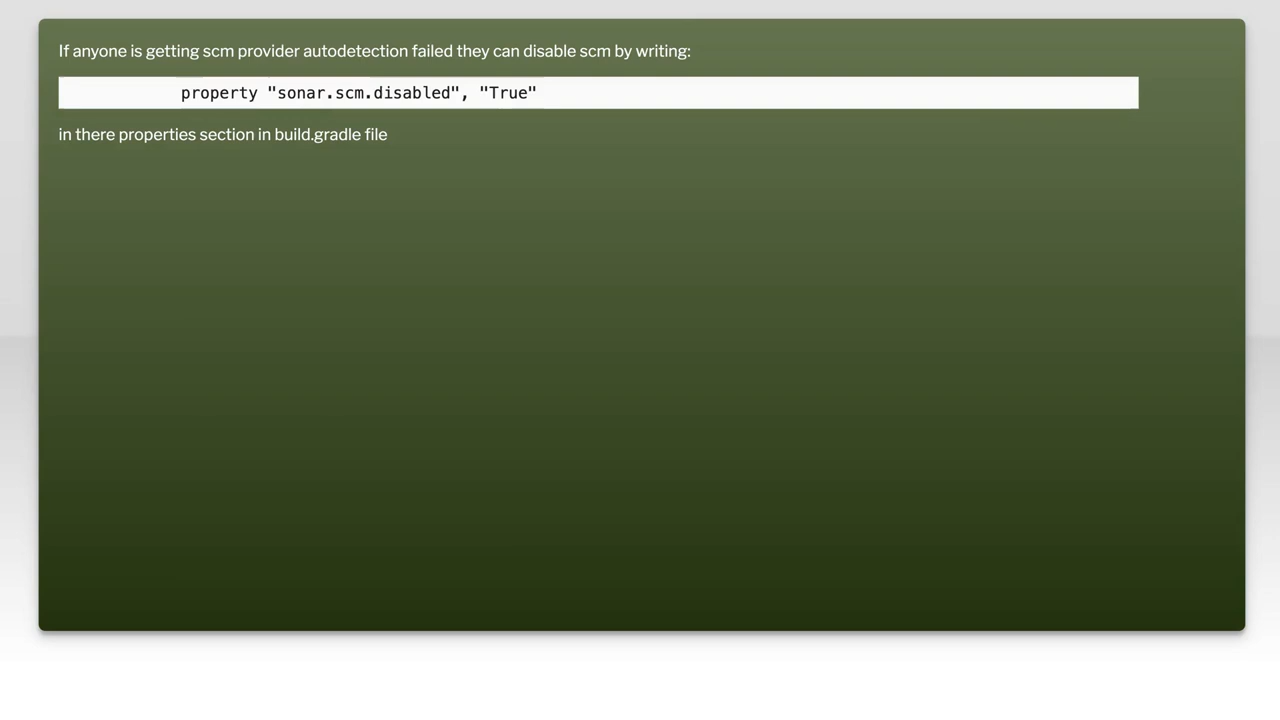 If anyone is getting scm provider autodetection failed they can disable scm by writing:
property "sonar.scm.disabled", "True"
in there properties section in build.gradle file